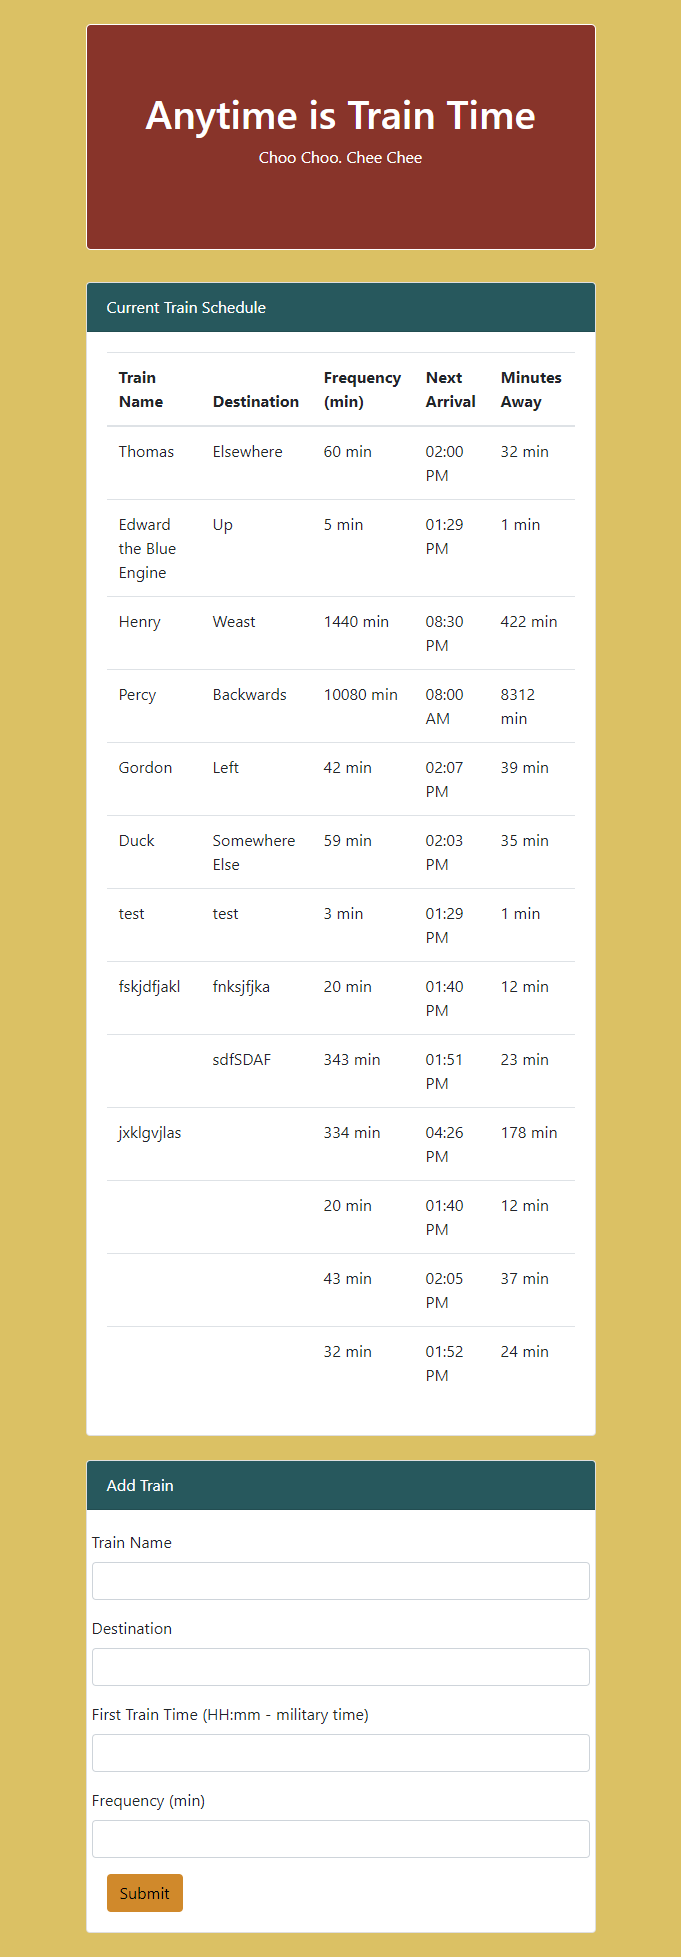 Anytime is Train Time
Choo Choo. Chee Chee
Current Train Schedule
Train Name Destination Frequency (min) Next Arrival Minutes Away
Thomas Elsewhere 60 min 02:00 PM 32 min
Edward the Blue Engine Up 5 min 01:29 PM 1 min
Henry Weast 1440 min 08:30 PM 422 min
Percy Backwards 10080 min 08:00 AM 8312 min
Gordon Left 42 min 02:07 PM 39 min
Duck Somewhere Else 59 min 02:03 PM 35 min
test test 3 min 01:29 PM 1 min
fskjdfjakl fnksjfjka 20 min 01:40 PM 12 min
sdfSDAF 343 min 01:51 PM 23 min
jxklgvjlas 334 min 04:26 PM 178 min
20 min 01:40 PM 12 min
43 min 02:05 PM 37 min
32 min 01:52 PM 24 min
Add Train
Train Name
Destination
First Train Time (HH:mm - military time)
Frequency (min)
Submit